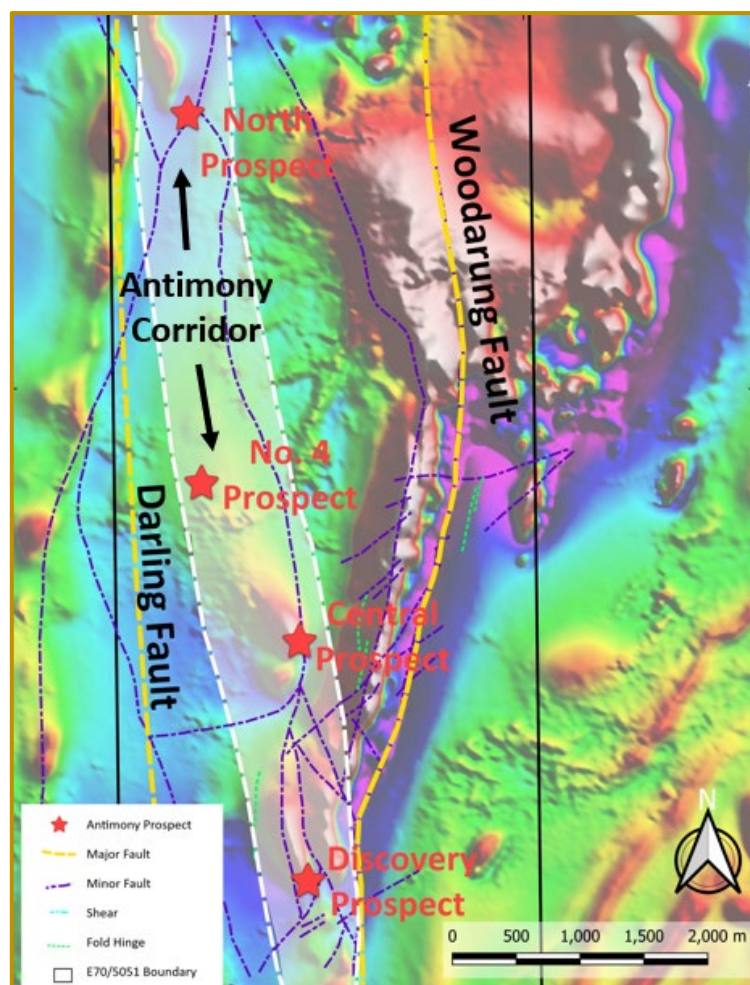 North
Prospect
Woodarung Fault
Antimony
Corridor
No. 4
Prospect
Darling Fault
Central
Prospect
Discovery
Prospect
N
Antimony Prospect
Major Fault
Minor Fault
Shear
Fold Hinge
E70/5051 Boundary
0 500 1,000 1,500 2,000 m